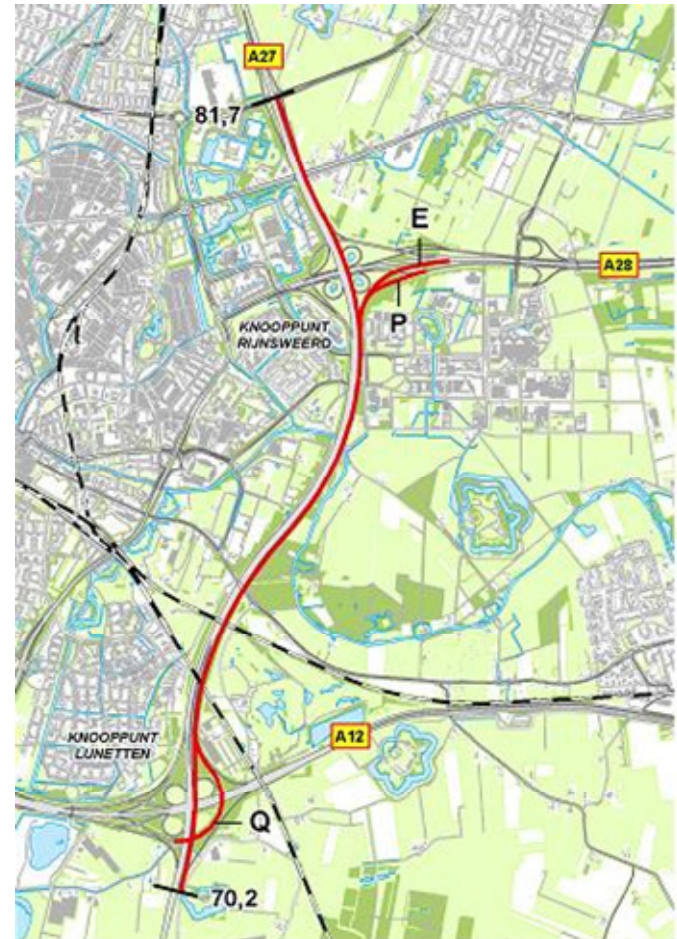 A27
81,7
E
A28
P
KNOOPPUNT
RIJNSWEERD
KNOOPPUNT
LUNETTEN
A12
Q
70,2